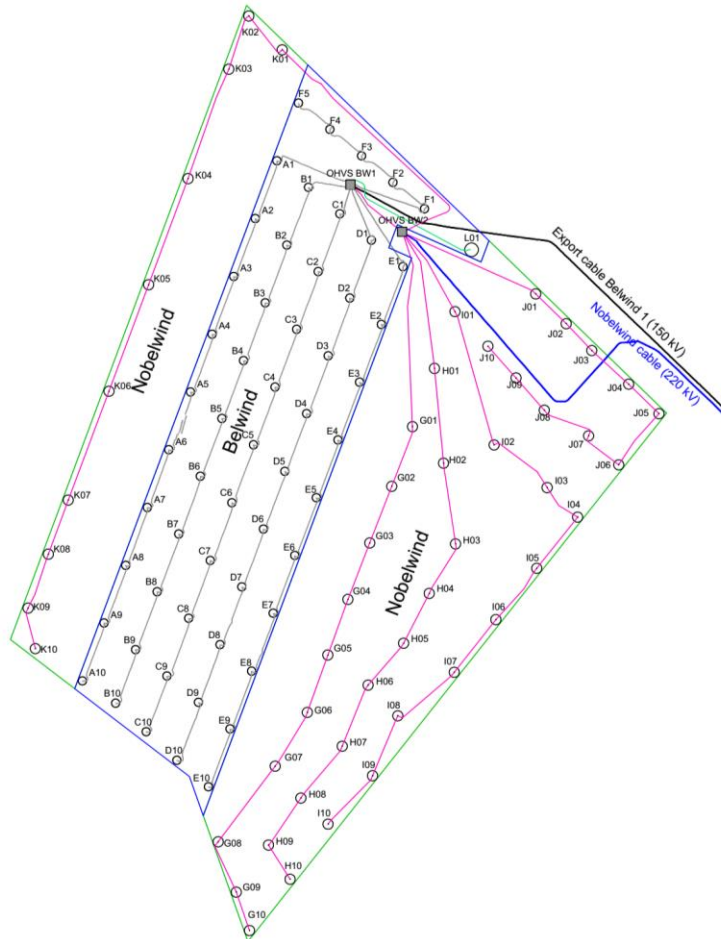 K02
K01
K03
F5
F4
F3
F2
F1
K04
A1
B1
OHVS BW1
C1
OHVS BW2
L01
D1
A2
B2
C2
E1
Export cable Belwind 1 (150 kV)
Nobelwind cable (220 kV)
K05
A3
B3
D2
J01
I01
J02
A4
C3
E2
J03
J10
Nobelwind
B4
D3
J04
H01
J09
K06
A5
C4
E3
J05
J08
Belwind
B5
D4
G01
J07
A6
C5
E4
I02
J06
H02
B6
D5
G02
I03
K07
A7
C6
E5
I04
B7
D6
G03
H03
K08
A8
C7
E6
I05
Nobelwind
B8
D7
G04
H04
K09
A9
C8
E7
I06
K10
B9
D8
G05
H05
A10
C9
E8
I07
H06
B10
D9
G06
I08
C10
E9
H07
D10
G07
I09
E10
H08
I10
G08
H09
H10
G09
G10